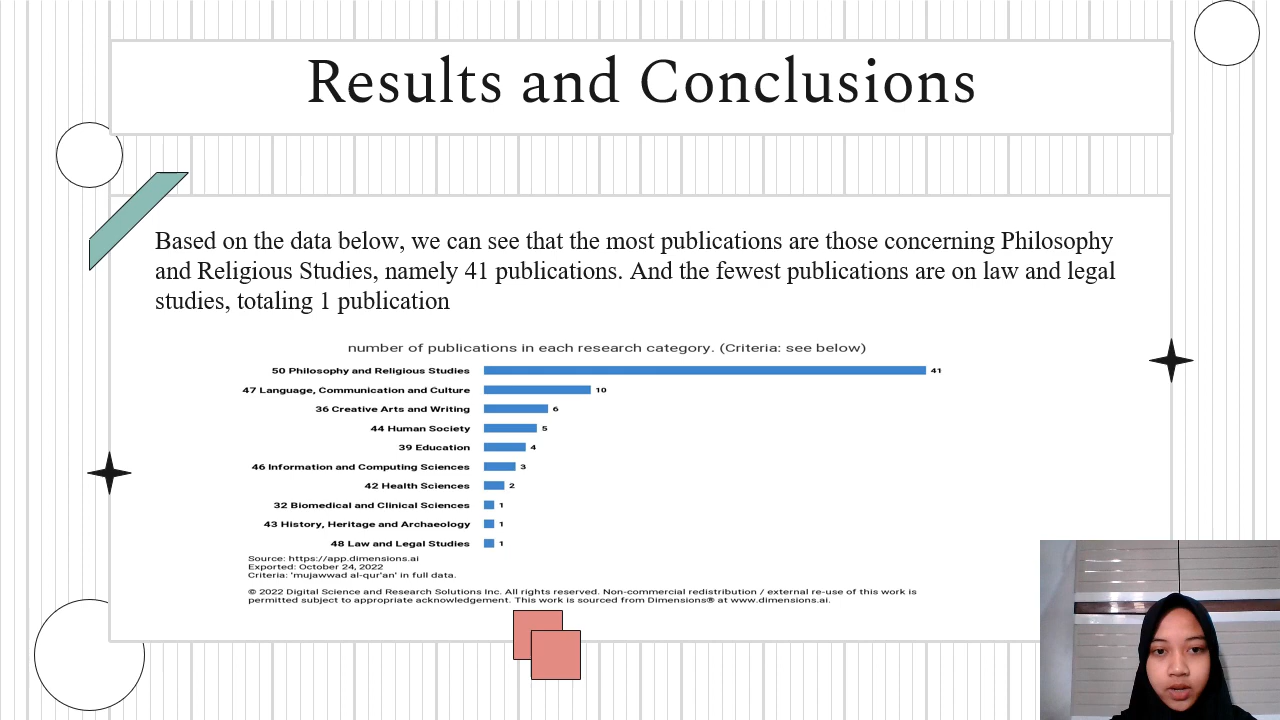 Results and Conclusions
Based on the data below, we can see that the most publications are those concerning Philosophy
and Religious Studies, namely 41 publications. And the fewest publications are on law and legal
studies, totaling 1 publication
number of publications in each research category. (Criteria: see below)
50 Philosophy and Religious Studies 41
47 Language, Communication and Culture 10
36 Creative Arts and Writing 6
44 Human Society 5
39 Education 4
46 Information and Computing Sciences 3
42 Health Sciences 2
32 Biomedical and Clinical Sciences 1
43 History, Heritage and Archaeology 1
48 Law and Legal Studies 1
Source: https://app.dimensions.ai
Exported: October 24, 2022
Criteria: 'mujawwad al-qur'an' in full data.
© 2022 Digital Science and Research Solutions Inc. All rights reserved. Non-commercial redistribution / external re-use of this work is
permitted subject to appropriate acknowledgement. This work is sourced from Dimensions® at www.dimensions.ai.